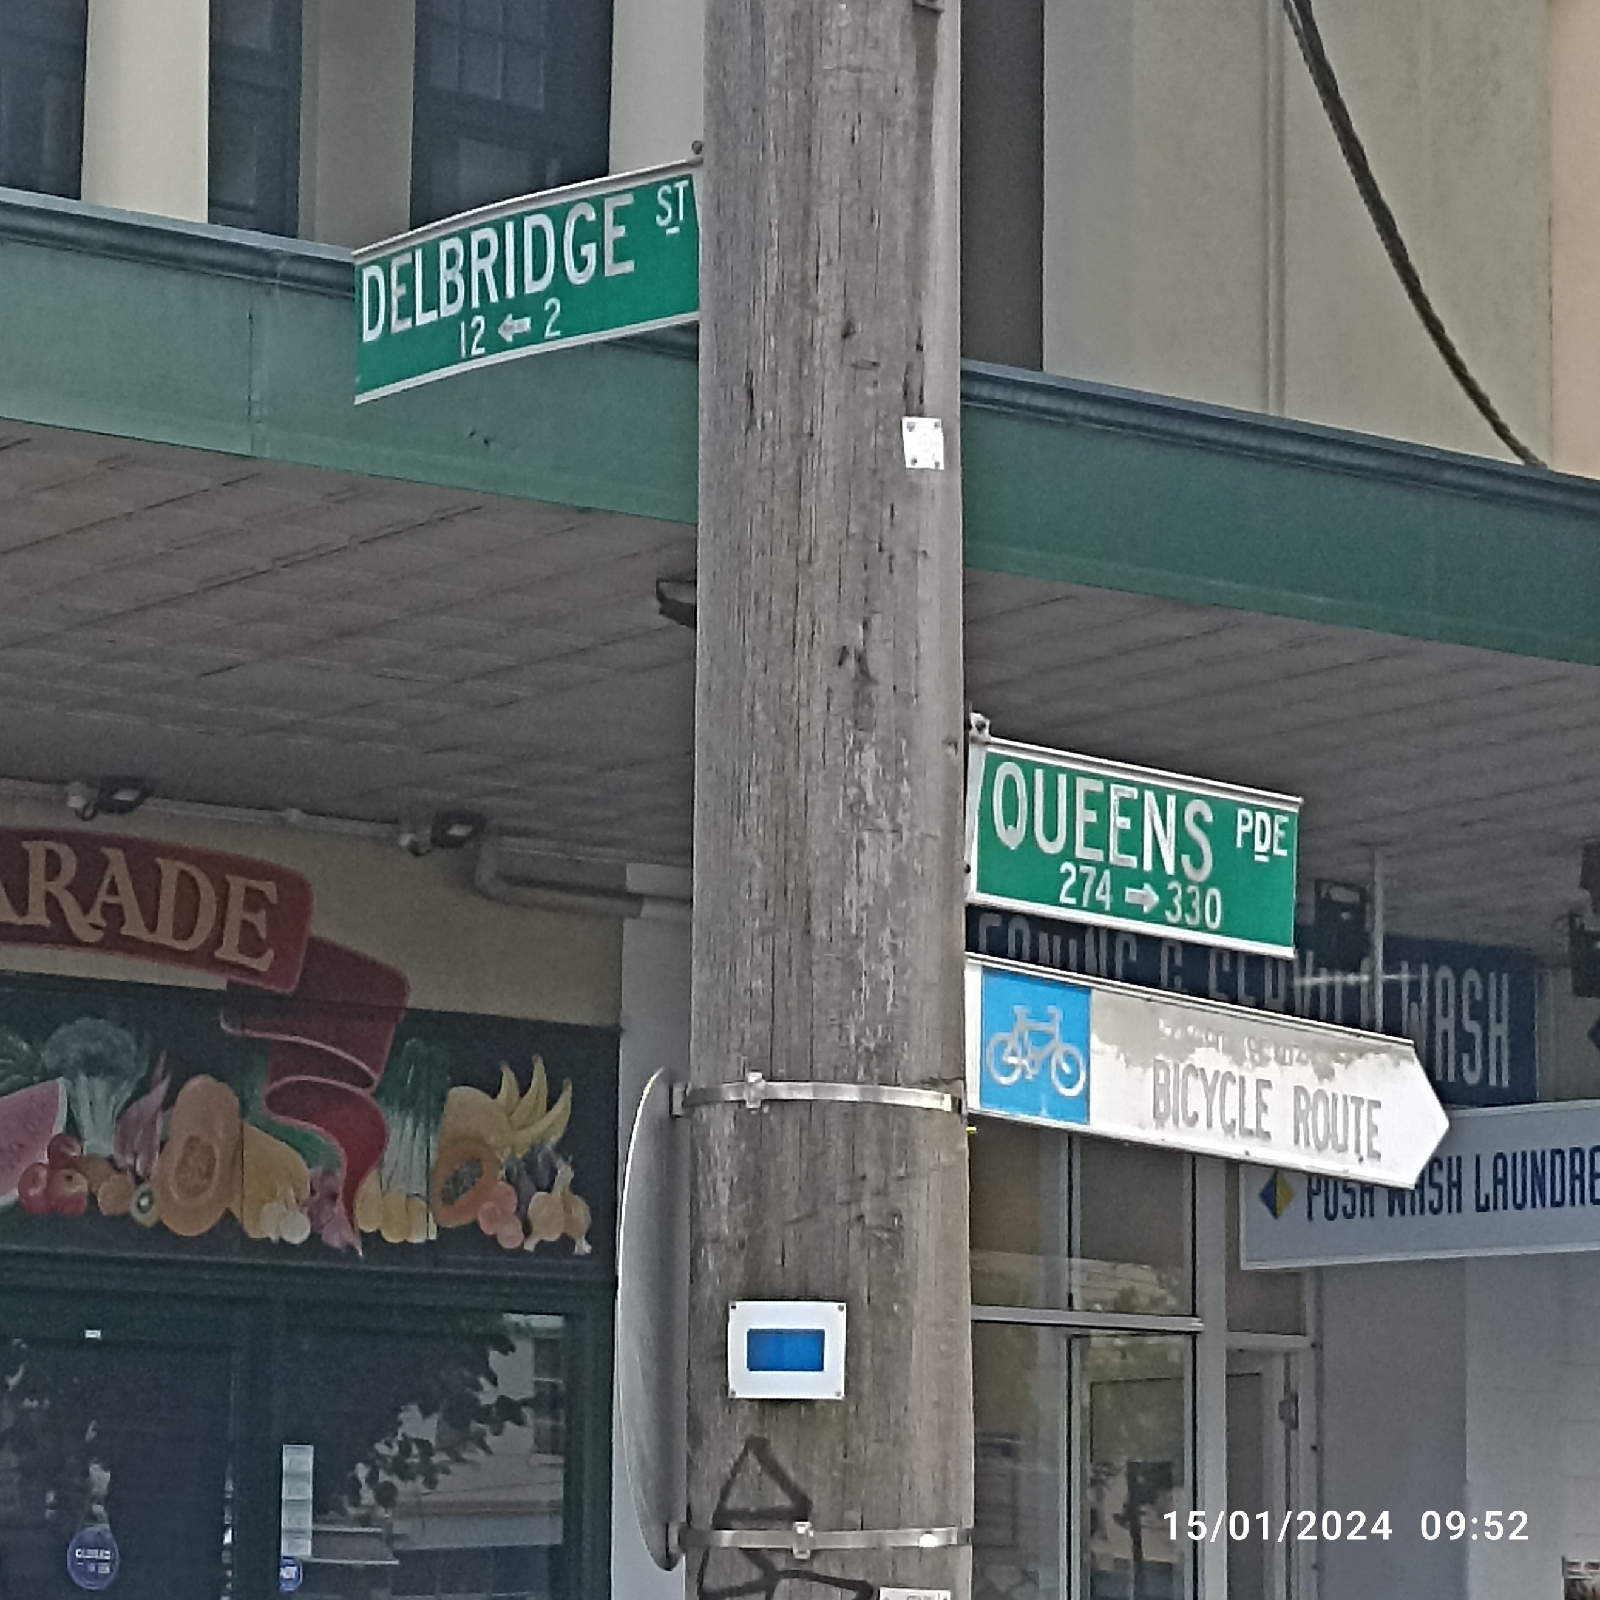 DELBRIDGE ST
12 ← 2
QUEENS PDE
274 → 330
ARADE
WASH
BICYCLE ROUTE
POSH WASH LAUNDRE
15/01/2024 09:52